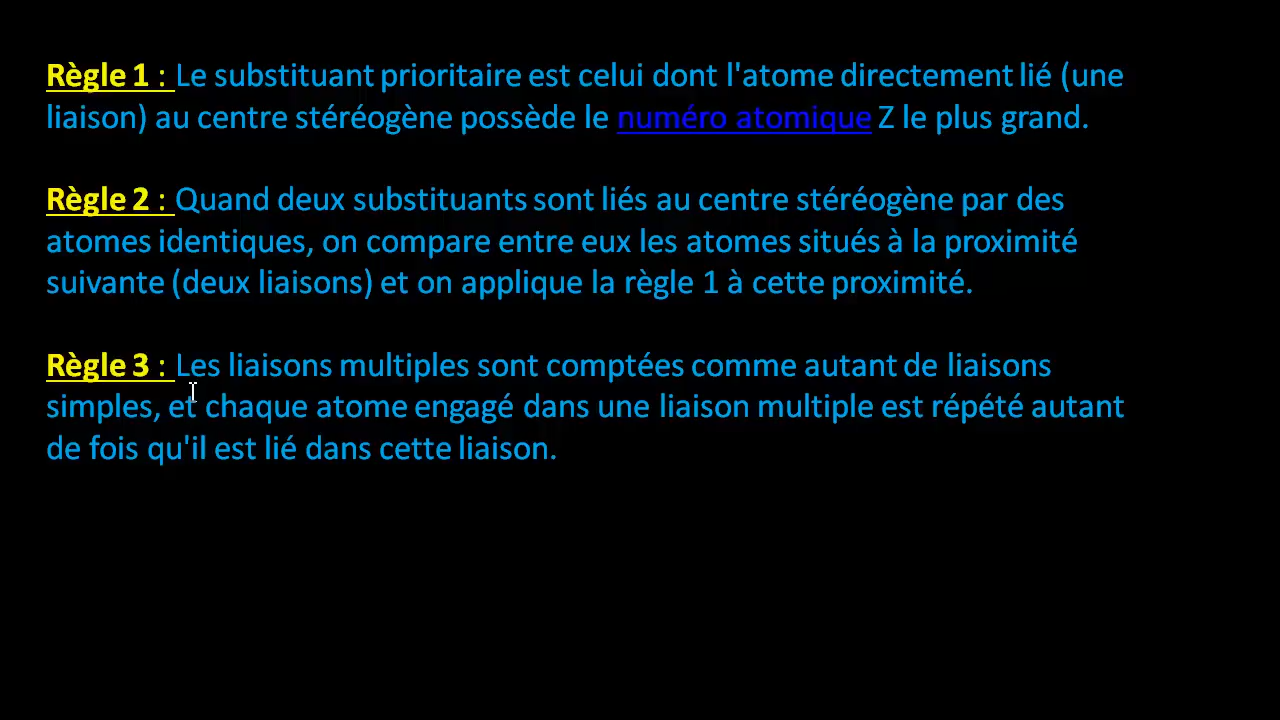 Règle 1 : Le substituant prioritaire est celui dont l'atome directement lié (une
liaison) au centre stéréogène possède le numéro atomique Z le plus grand.
Règle 2 : Quand deux substituants sont liés au centre stéréogène par des
atomes identiques, on compare entre eux les atomes situés à la proximité
suivante (deux liaisons) et on applique la règle 1 à cette proximité.
Règle 3 : Les liaisons multiples sont comptées comme autant de liaisons
simples, et chaque atome engagé dans une liaison multiple est répété autant
de fois qu'il est lié dans cette liaison.